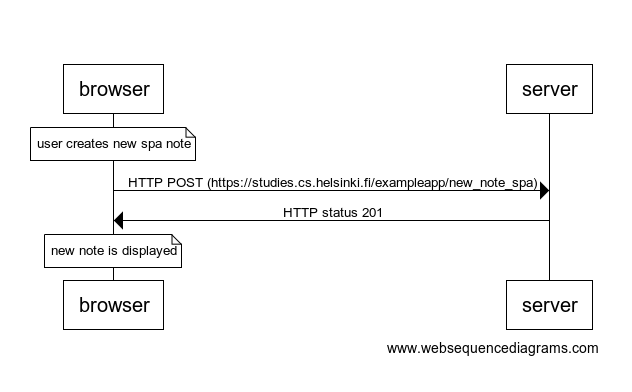 browser
server
user creates new spa note
HTTP POST (https://studies.cs.helsinki.fi/exampleapp/new_note_spa)
HTTP status 201
new note is displayed
browser
server
www.websequencediagrams.com